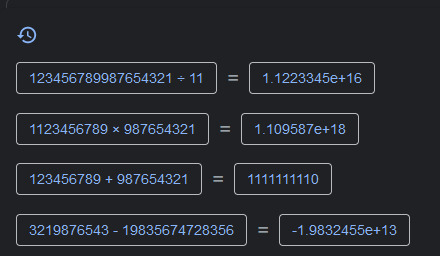 123456789987654321 ÷ 11 = 1.1223345e+16
1123456789 × 987654321 = 1.109587e+18
123456789 + 987654321 = 1111111110
3219876543 - 19835674728356 = -1.9832455e+13